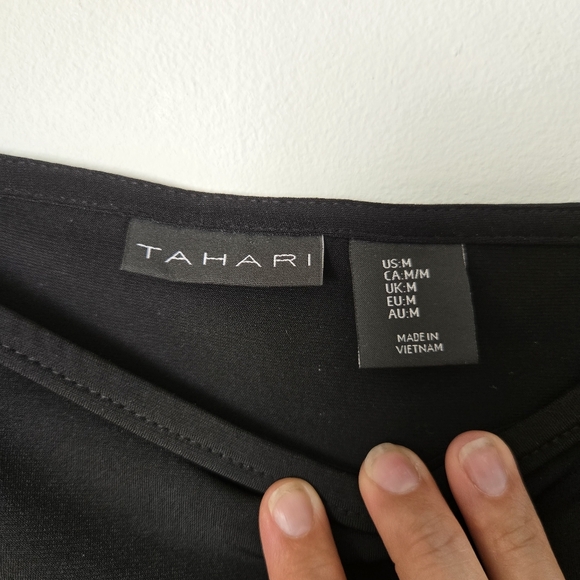 TAHARI
US:M
CA:M/M
UK:M
EU:M
AU:M
MADE IN
VIETNAM